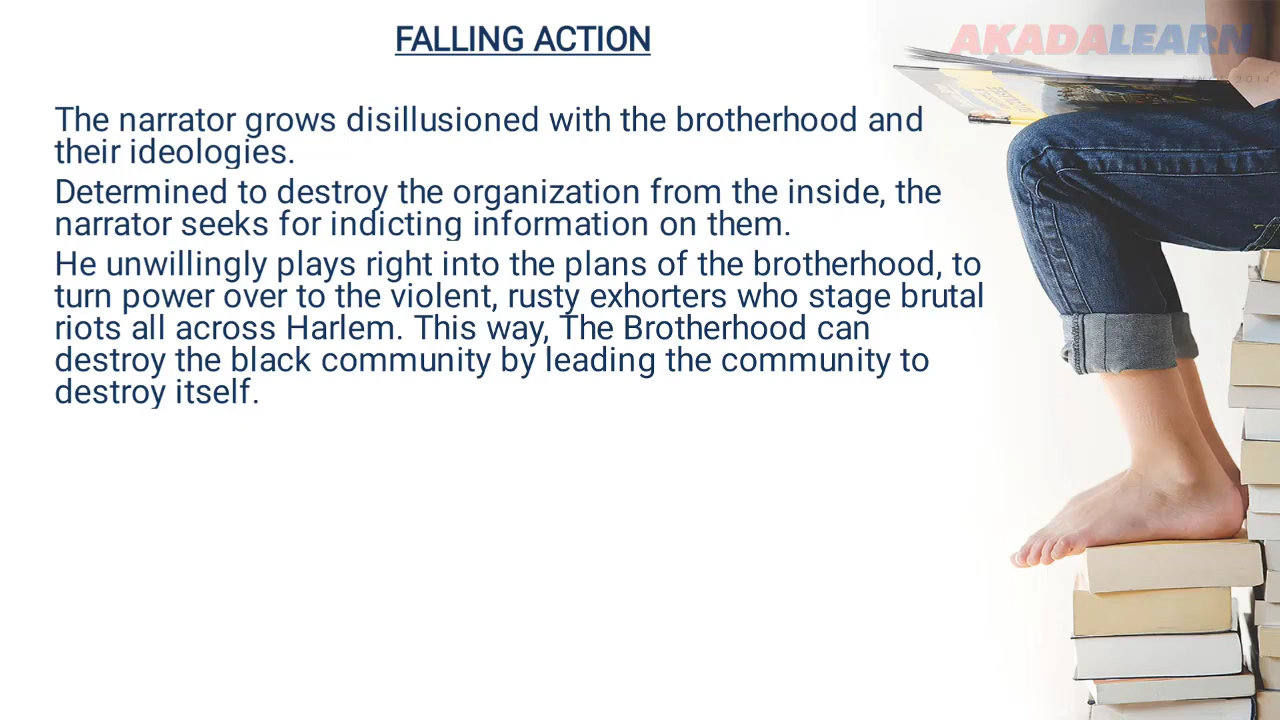 FALLING ACTION
AKADALEARN
The narrator grows disillusioned with the brotherhood and
their ideologies.
Determined to destroy the organization from the inside, the
narrator seeks for indicting information on them.
He unwillingly plays right into the plans of the brotherhood, to
turn power over to the violent, rusty exhorters who stage brutal
riots all across Harlem. This way, The Brotherhood can
destroy the black community by leading the community to
destroy itself.